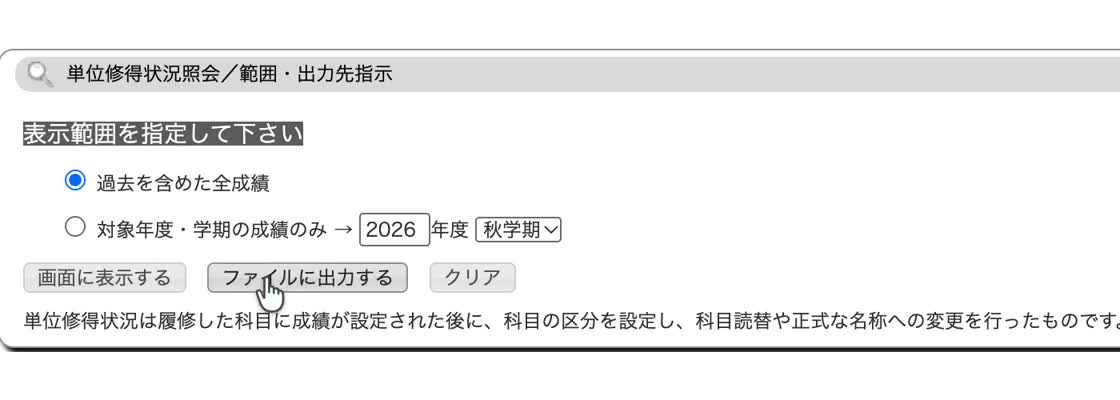 単位修得状況照会／範囲・出力先指示
表示範囲を指定して下さい
過去を含めた全成績
対象年度・学期の成績のみ → 2026 年度 秋学期
画面に表示する ファイルに出力する クリア
単位修得状況は履修した科目に成績が設定された後に、科目の区分を設定し、科目読替や正式な名称への変更を行ったものです。